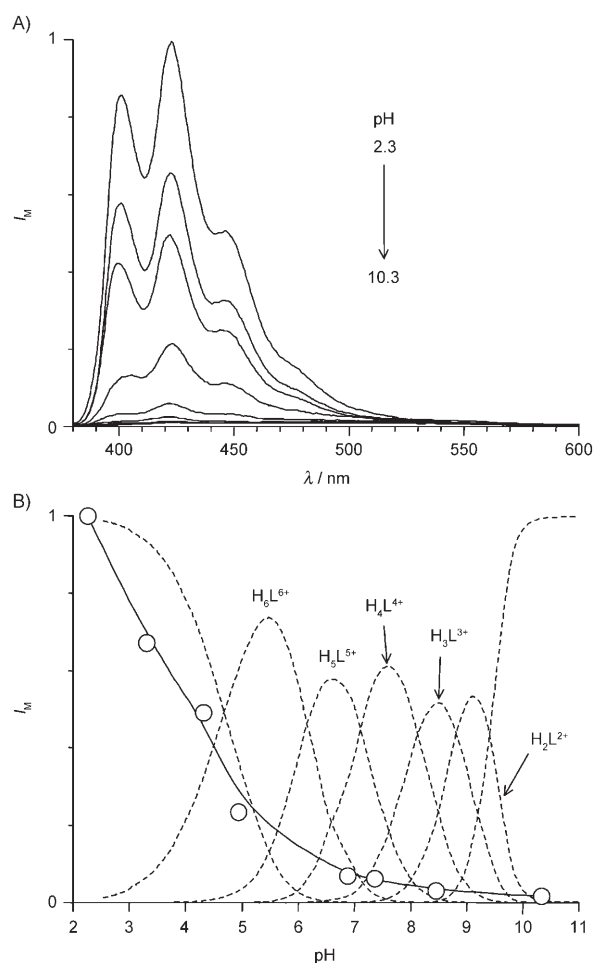 A)
1
I_M
0
pH
2.3
10.3
400
450
500
550
600
λ / nm
B)
1
I_M
0
H₆L⁶⁺
H₅L⁵⁺
H₄L⁴⁺
H₃L³⁺
H₂L²⁺
2 3 4 5 6 7 8 9 10 11
pH